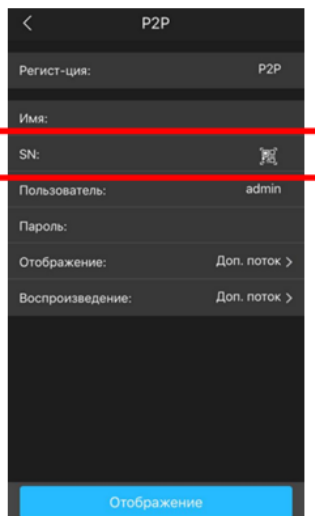 P2P
Регист-ция: P2P
Имя:
SN:
Пользователь: admin
Пароль:
Отображение: Доп. поток
Воспроизведение: Доп. поток
Отображение